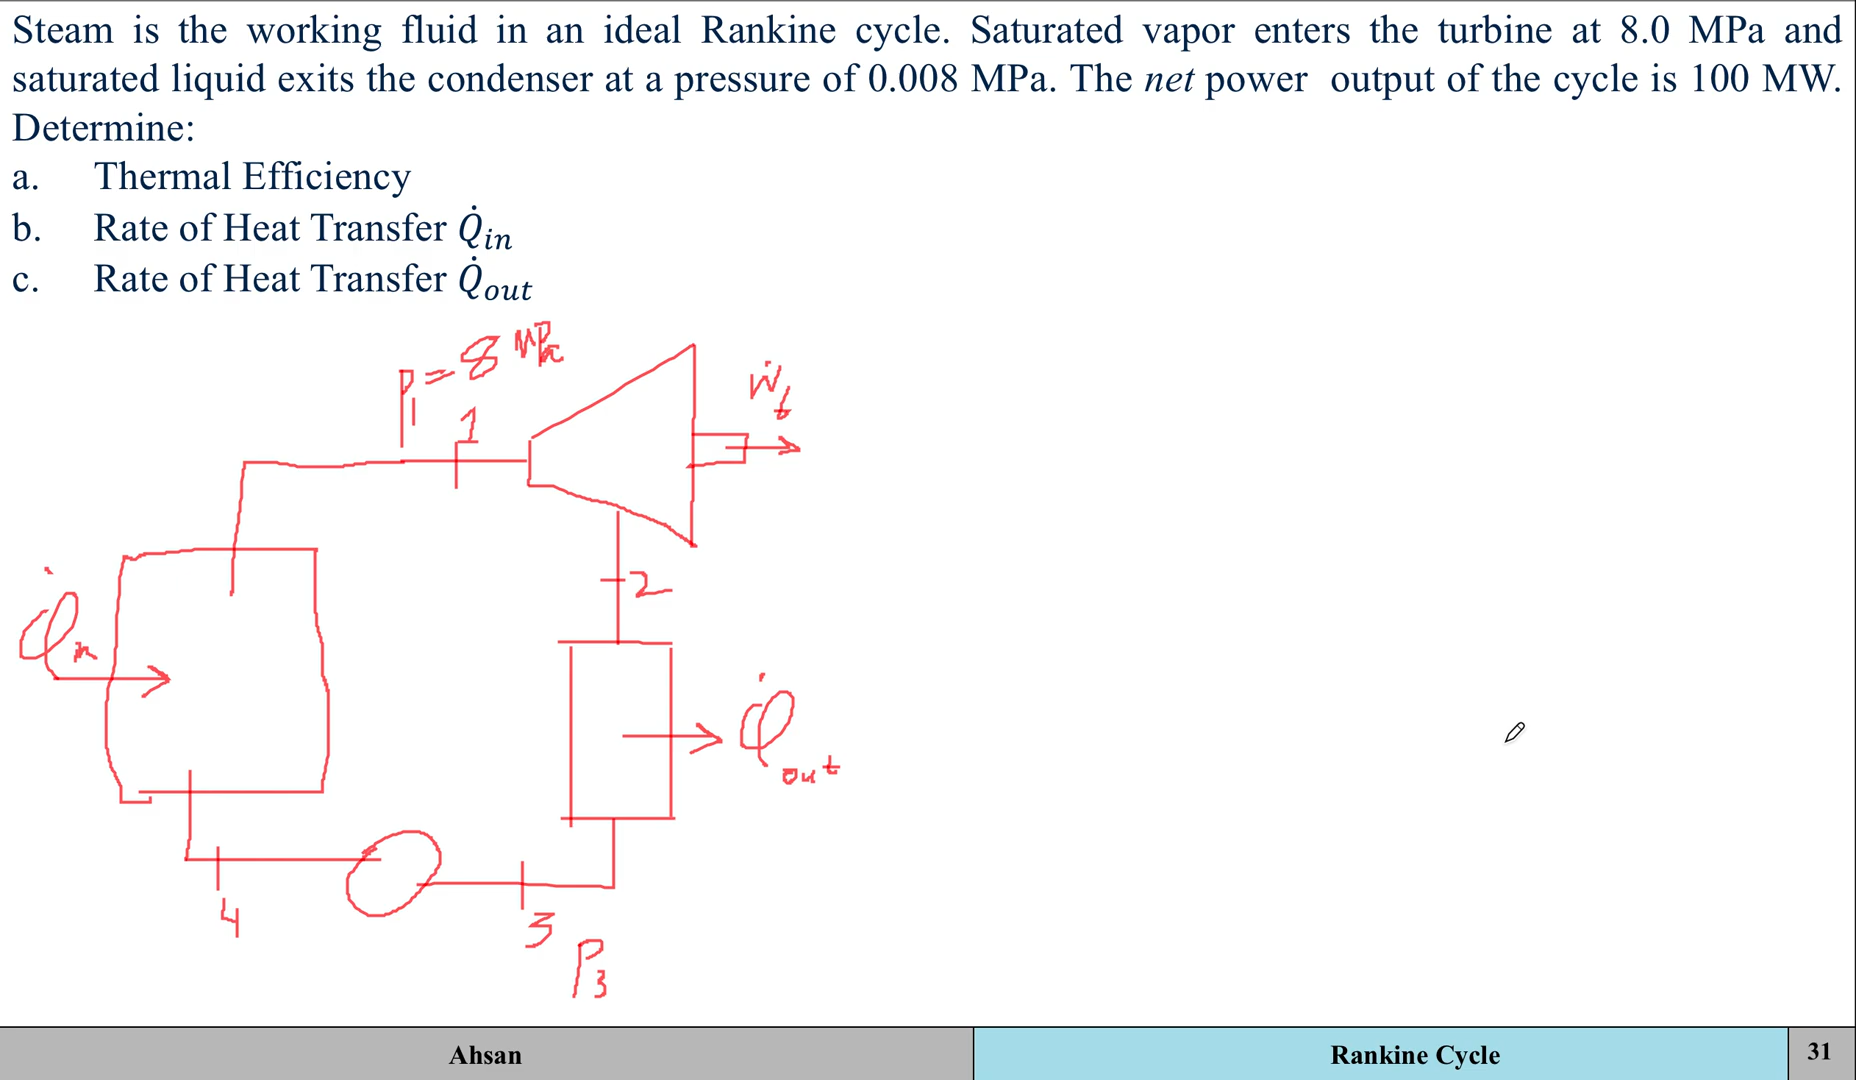 Steam is the working fluid in an ideal Rankine cycle. Saturated vapor enters the turbine at 8.0 MPa and
saturated liquid exits the condenser at a pressure of 0.008 MPa. The net power output of the cycle is 100 MW.
Determine:
a. Thermal Efficiency
b. Rate of Heat Transfer Q̇in
c. Rate of Heat Transfer Q̇out
P1 = 8 MPa
1
Ẇt
2
Q̇in
Q̇out
4
3
P3
Ahsan
Rankine Cycle
31